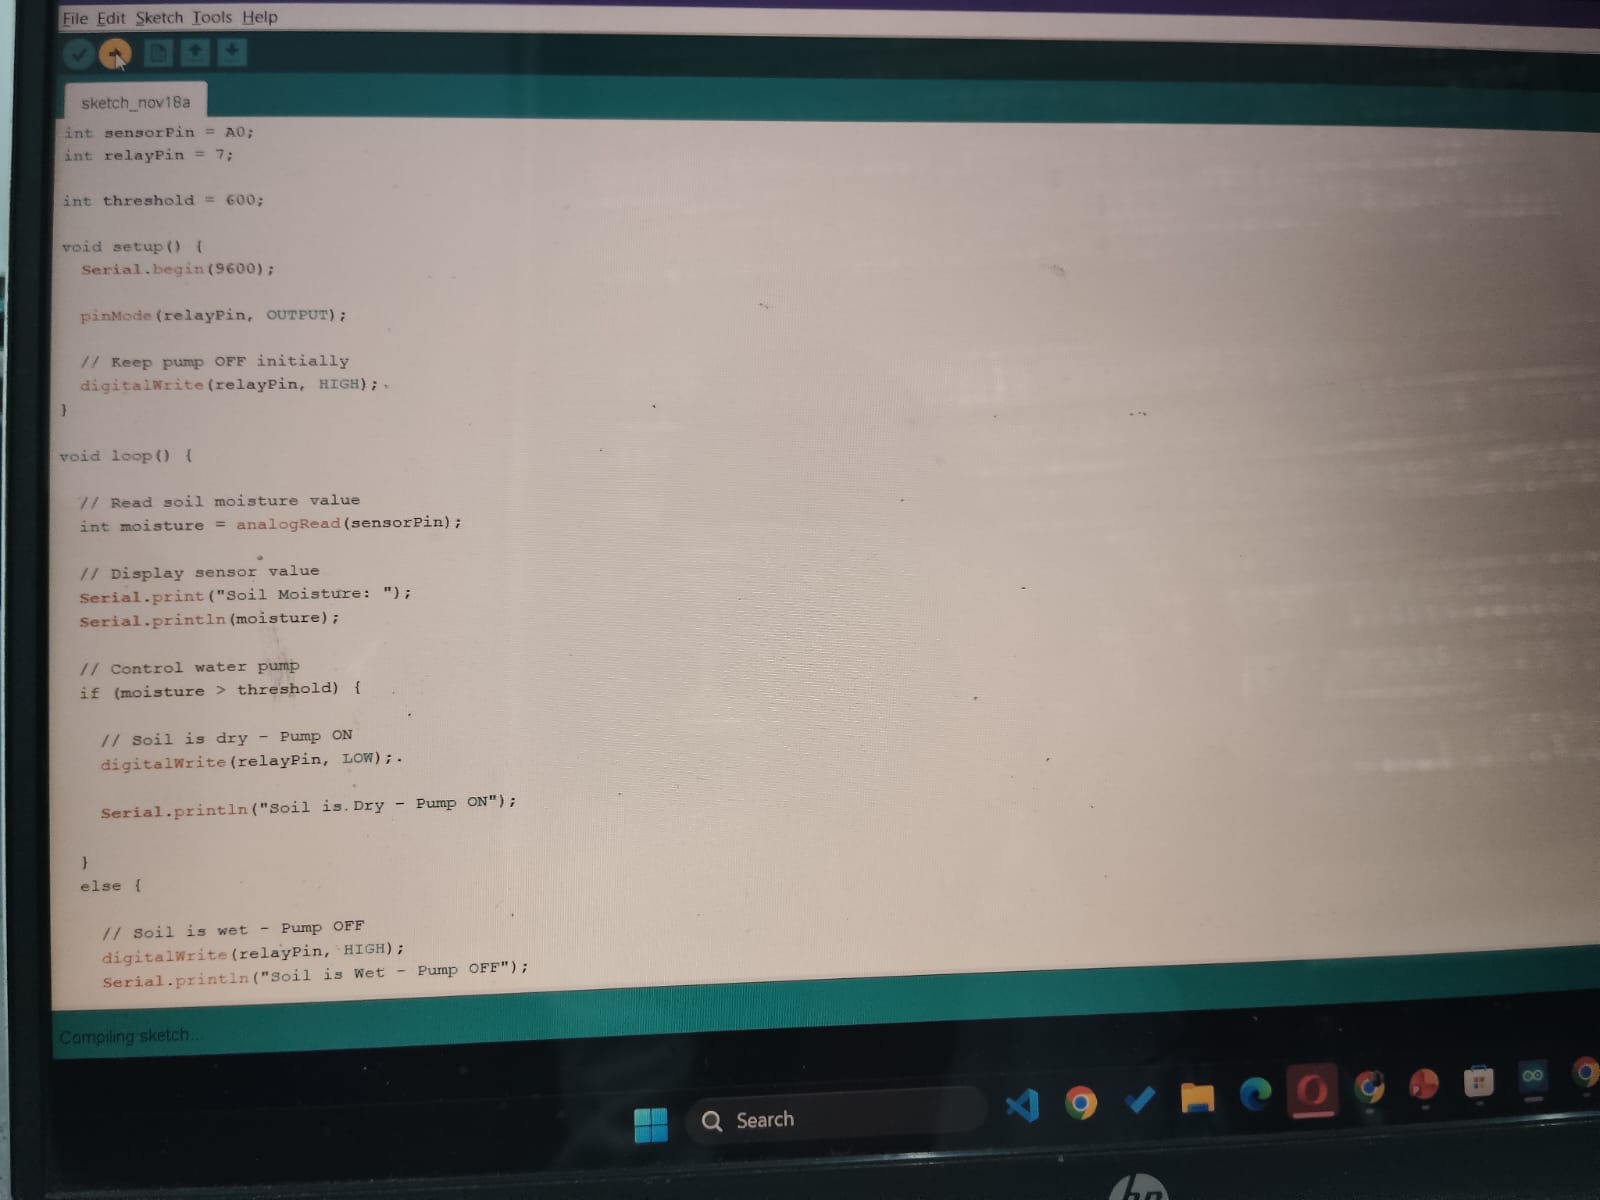 File Edit Sketch Tools Help
sketch_nov18a
int sensorPin = A0;
int relayPin = 7;
int threshold = 600;
void setup() {
Serial.begin(9600);
pinMode(relayPin, OUTPUT);
// Keep pump OFF initially
digitalWrite(relayPin, HIGH);
}
void loop() {
// Read soil moisture value
int moisture = analogRead(sensorPin);
// Display sensor value
Serial.print("Soil Moisture: ");
Serial.println(moisture);
// Control water pump
if (moisture > threshold) {
// Soil is dry - Pump ON
digitalWrite(relayPin, LOW);
Serial.println("Soil is Dry - Pump ON");
}
else {
// Soil is wet - Pump OFF
digitalWrite(relayPin, HIGH);
Serial.println("Soil is Wet - Pump OFF");
Compiling sketch...
Search
hp